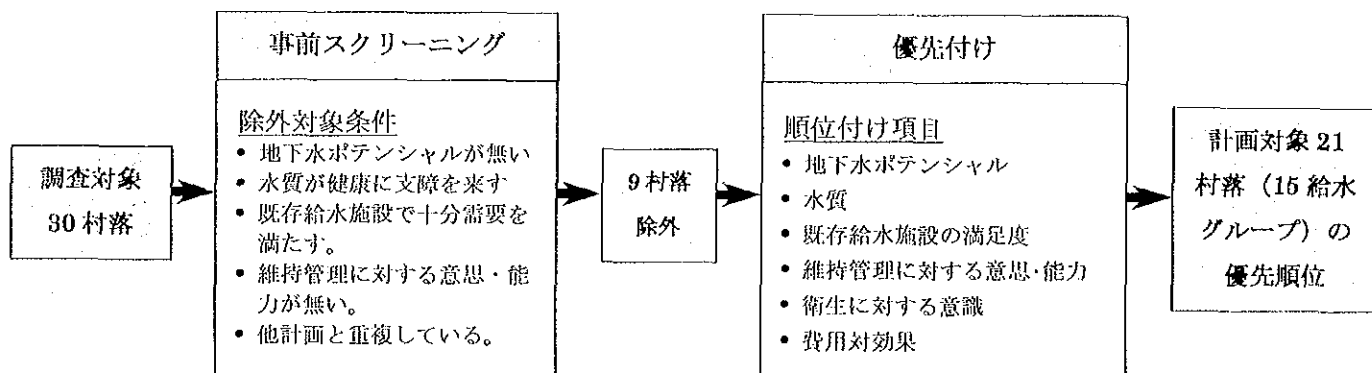 調査対象
30 村落
事前スクリーニング
除外対象条件
• 地下水ポテンシャルが無い
• 水質が健康に支障を来す
• 既存給水施設で十分需要を
満たす。
• 維持管理に対する意思・能
力が無い。
• 他計画と重複している。
9 村落
除外
優先付け
順位付け項目
• 地下水ポテンシャル
• 水質
• 既存給水施設の満足度
• 維持管理に対する意思・能力
• 衛生に対する意識
• 費用対効果
計画対象 21
村落（15 給水
グループ）の
優先順位